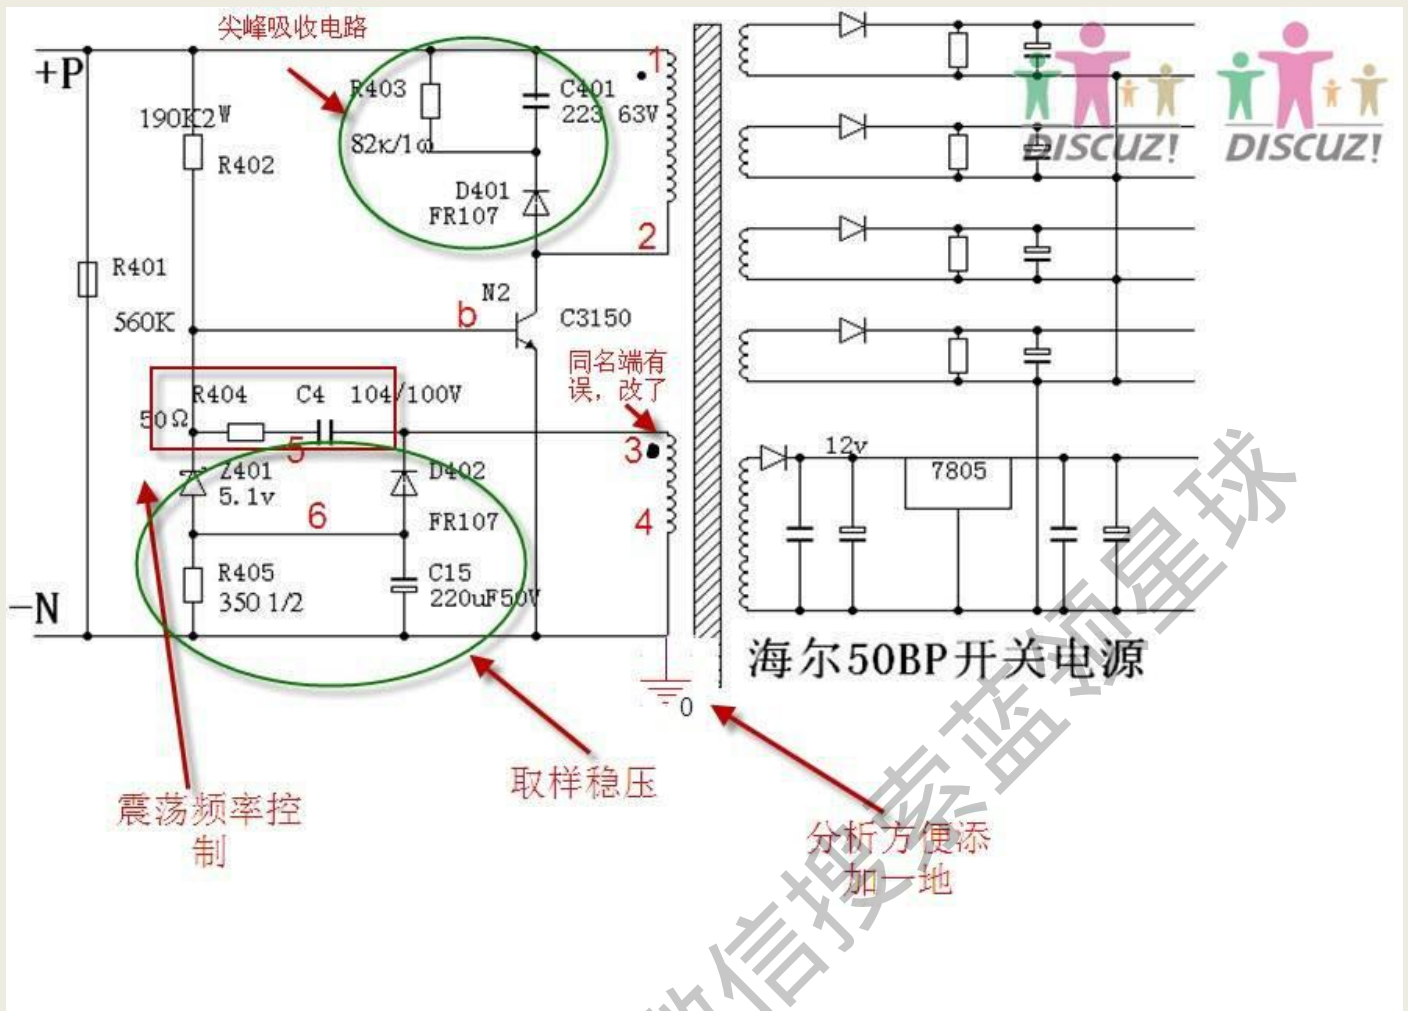 尖峰吸收电路
+P
190K2W
R402
R403
82K/1ω
C401
223 63V
D401
FR107
1
2
DISCUZ!
DISCUZ!
R401
560K
b
N2
C3150
同名端有
误，改了
R404
C4
104/100V
50Ω
5
3
Z401
5.1v
D402
FR107
6
4
12v
7805
R405
350 1/2
C15
220uF50V
-N
0
海尔50BP开关电源
震荡频率控
制
取样稳压
分析方便添
加一地
微信搜索蓝领星球